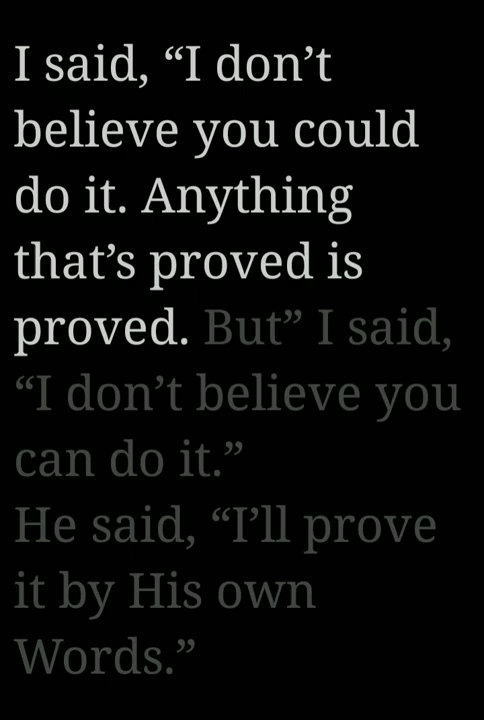 I said, “I don’t
believe you could
do it. Anything
that’s proved is
proved. But” I said,
“I don’t believe you
can do it.”
He said, “I’ll prove
it by His own
Words.”